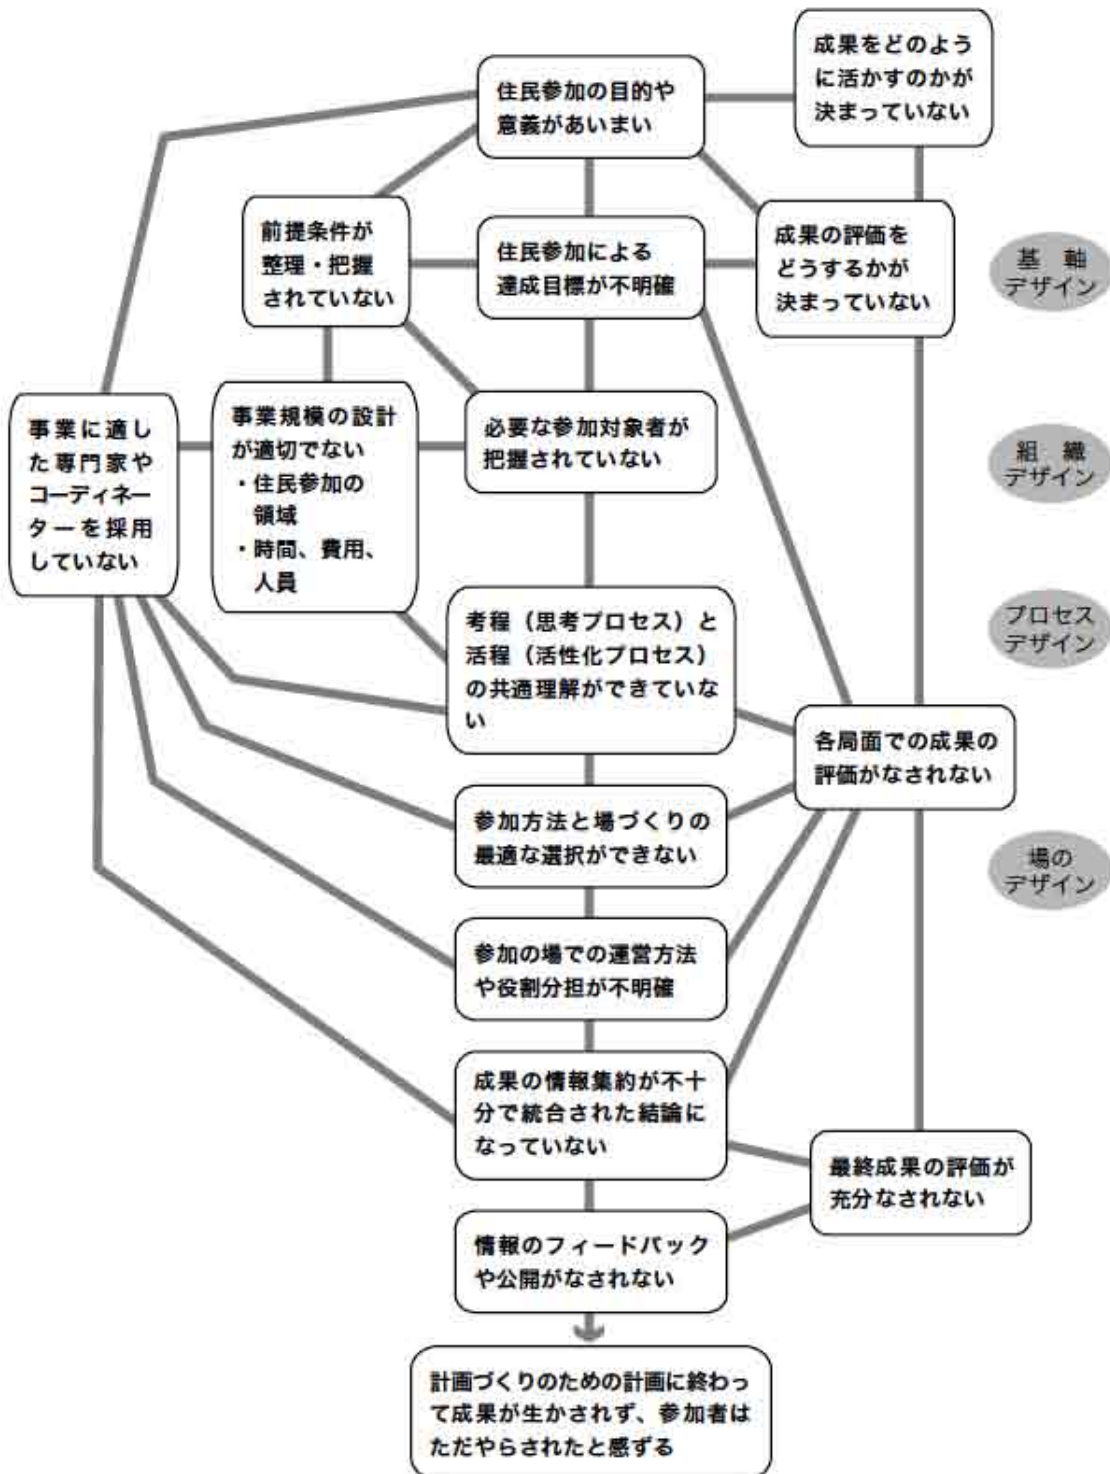 成果をどのよう
に活かすのかが
決まっていない
住民参加の目的や
意義があいまい
前提条件が
整理・把握
されていない
住民参加による
達成目標が不明確
成果の評価を
どうするかが
決まっていない
基　軸
デザイン
事業に適し
た専門家や
コーディネー
ターを採用
していない
事業規模の設計
が適切でない
・住民参加の
領域
・時間、費用、
人員
必要な参加対象者が
把握されていない
組　織
デザイン
考程（思考プロセス）と
活程（活性化プロセス）
の共通理解ができていな
い
プロセス
デザイン
各局面での成果の
評価がなされない
参加方法と場づくりの
最適な選択ができない
場の
デザイン
参加の場での運営方法
や役割分担が不明確
成果の情報集約が不十
分で統合された結論に
なっていない
最終成果の評価が
充分なされない
情報のフィードバック
や公開がなされない
計画づくりのための計画に終わっ
て成果が生かされず、参加者は
ただやらされたと感ずる